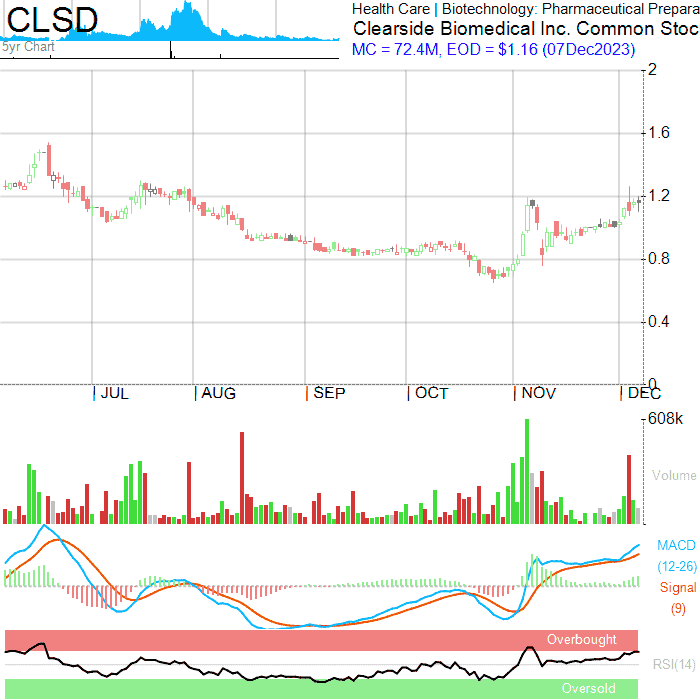 CLSD
5yr Chart
Health Care | Biotechnology: Pharmaceutical Prepara
Clearside Biomedical Inc. Common Stoc
MC = 72.4M, EOD = $1.16 (07Dec2023)
2
1.6
1.2
0.8
0.4
0
JUL AUG SEP OCT NOV DEC
608k
Volume
MACD
(12-26)
Signal
(9)
Overbought
RSI(14)
Oversold